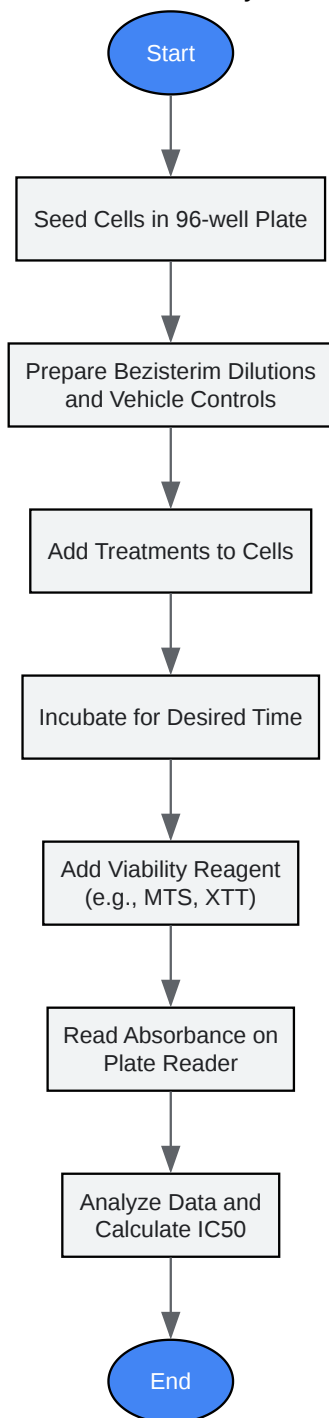 Start
Seed Cells in 96-well Plate
Prepare Bezisterim Dilutions
and Vehicle Controls
Add Treatments to Cells
Incubate for Desired Time
Add Viability Reagent
(e.g., MTS, XTT)
Read Absorbance on
Plate Reader
Analyze Data and
Calculate IC50
End